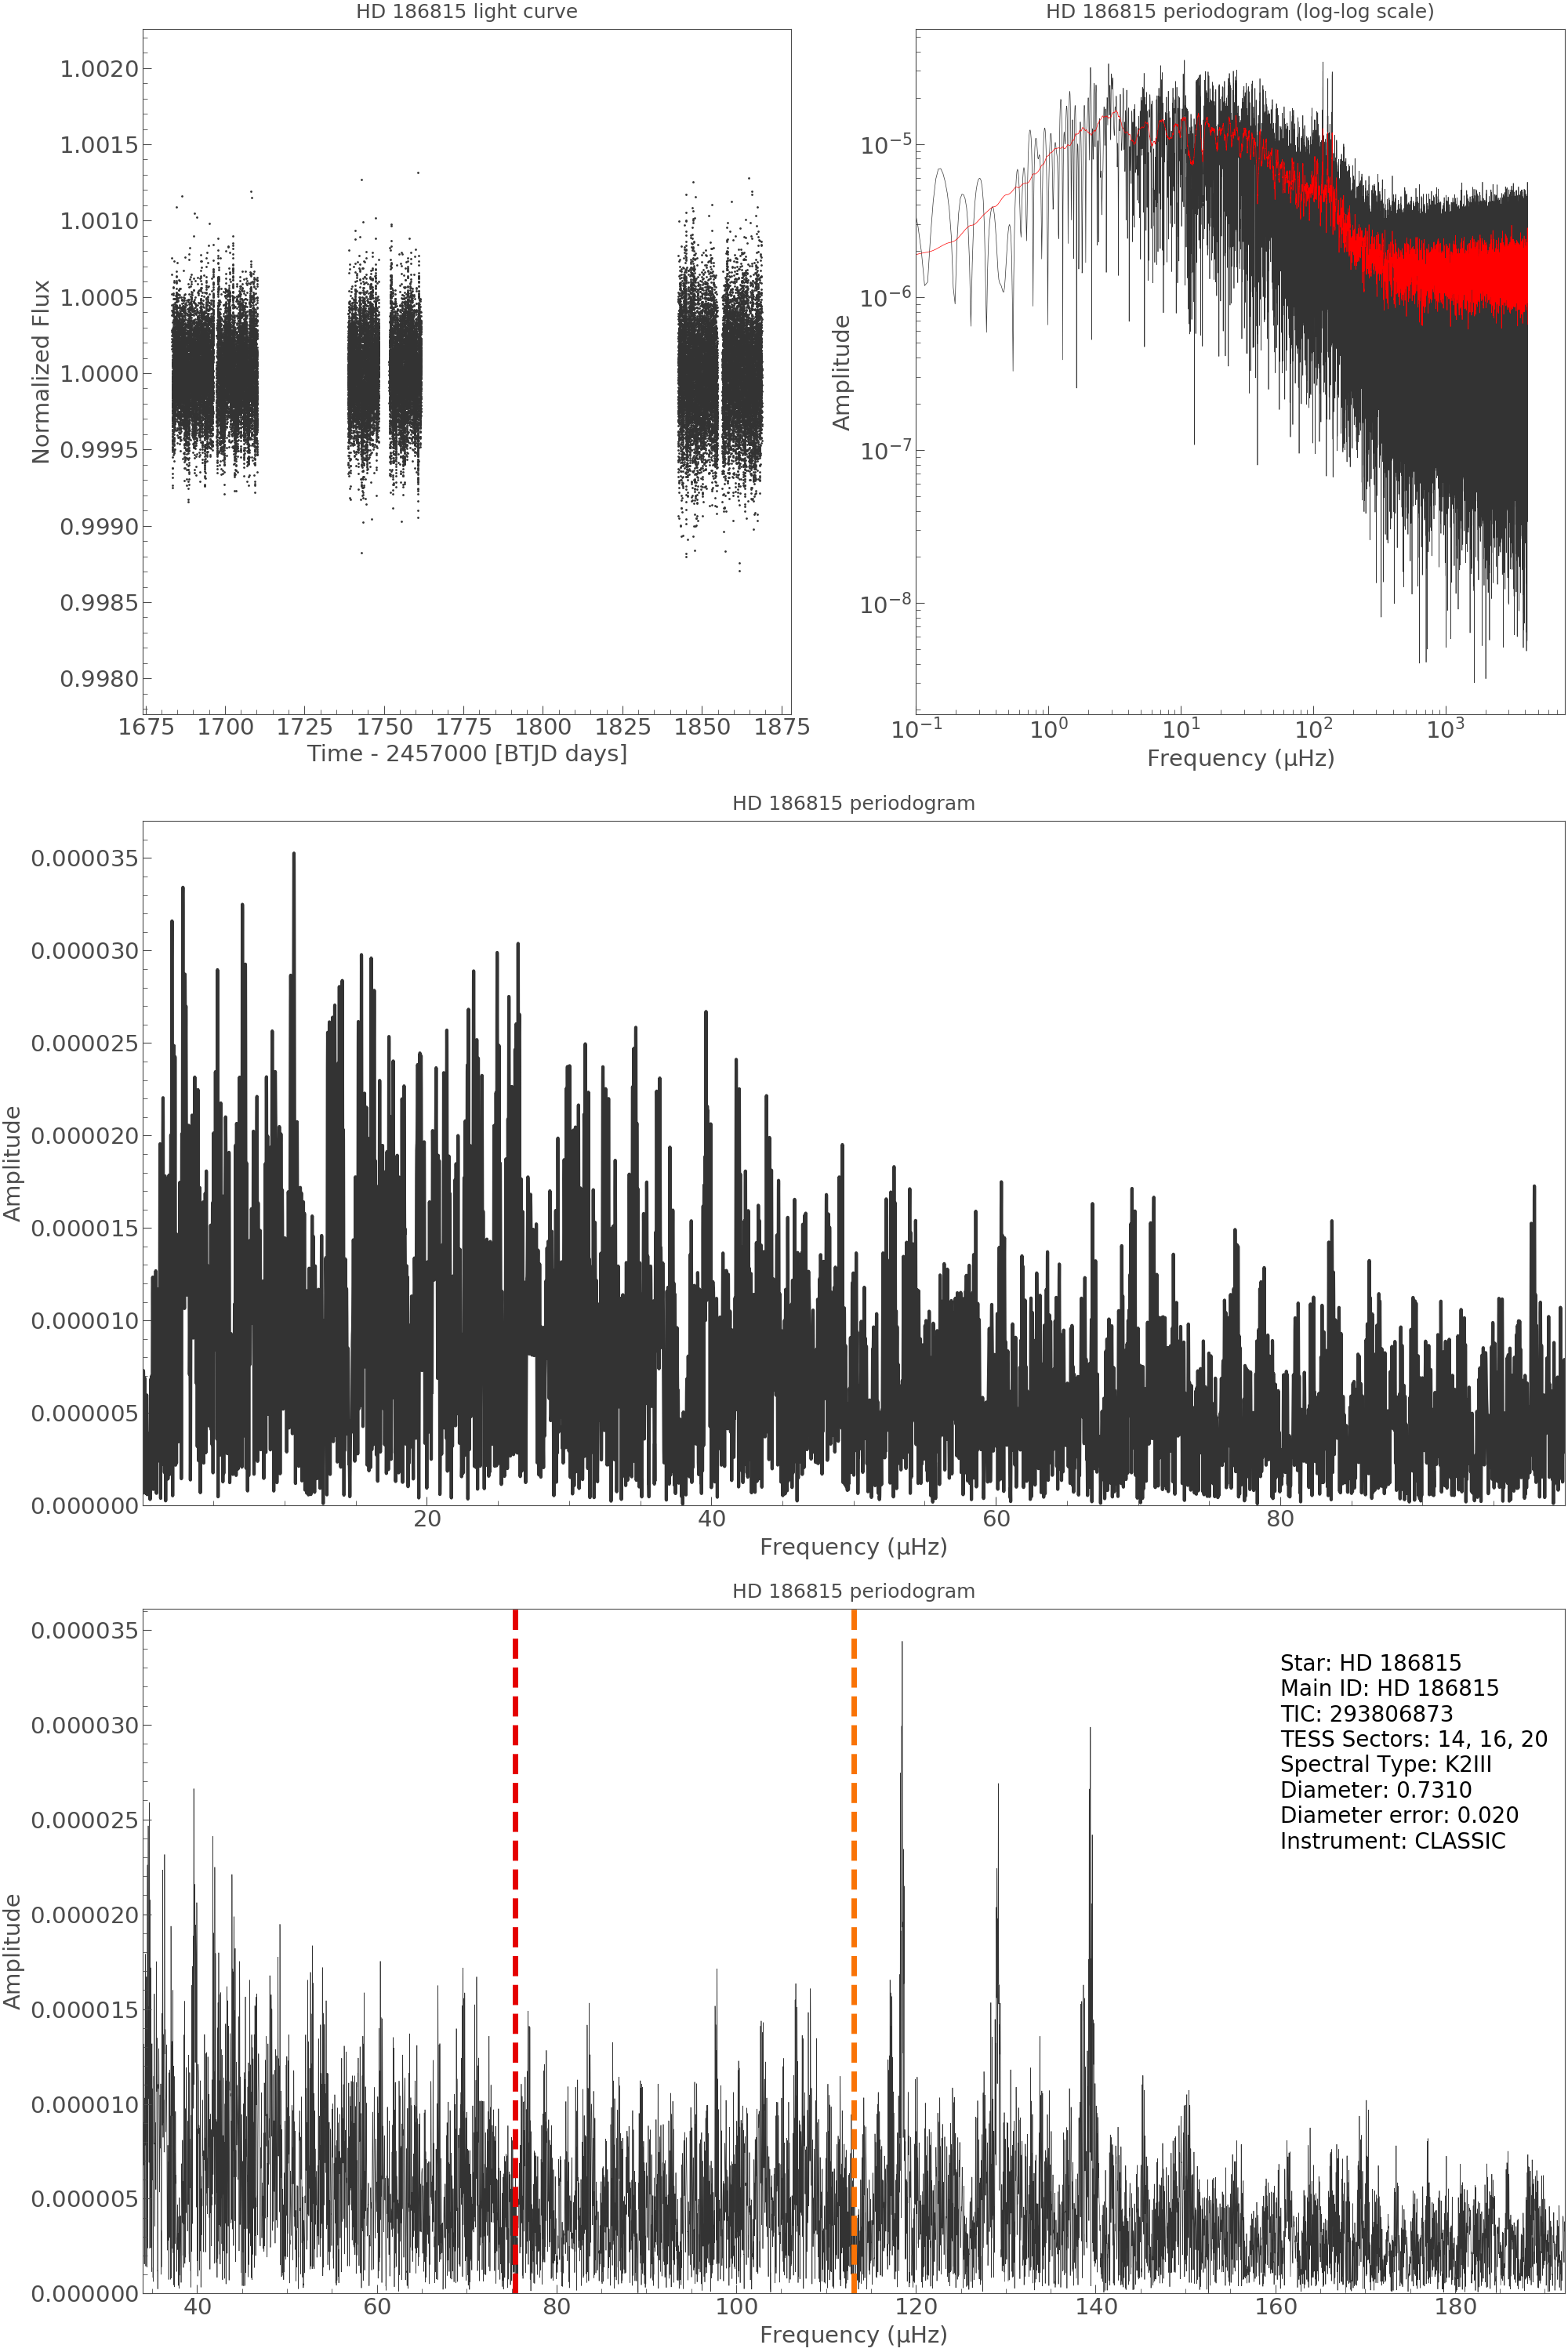 HD 186815 light curve
Normalized Flux
1.0020
1.0015
1.0010
1.0005
1.0000
0.9995
0.9990
0.9985
0.9980
1675 1700 1725 1750 1775 1800 1825 1850 1875
Time - 2457000 [BTJD days]
HD 186815 periodogram (log-log scale)
Amplitude
10⁻⁵
10⁻⁶
10⁻⁷
10⁻⁸
10⁻¹ 10⁰ 10¹ 10² 10³
Frequency (µHz)
HD 186815 periodogram
Amplitude
0.000035
0.000030
0.000025
0.000020
0.000015
0.000010
0.000005
0.000000
20 40 60 80
Frequency (µHz)
HD 186815 periodogram
Amplitude
0.000035
0.000030
0.000025
0.000020
0.000015
0.000010
0.000005
0.000000
40 60 80 100 120 140 160 180
Frequency (µHz)
Star: HD 186815
Main ID: HD 186815
TIC: 293806873
TESS Sectors: 14, 16, 20
Spectral Type: K2III
Diameter: 0.7310
Diameter error: 0.020
Instrument: CLASSIC